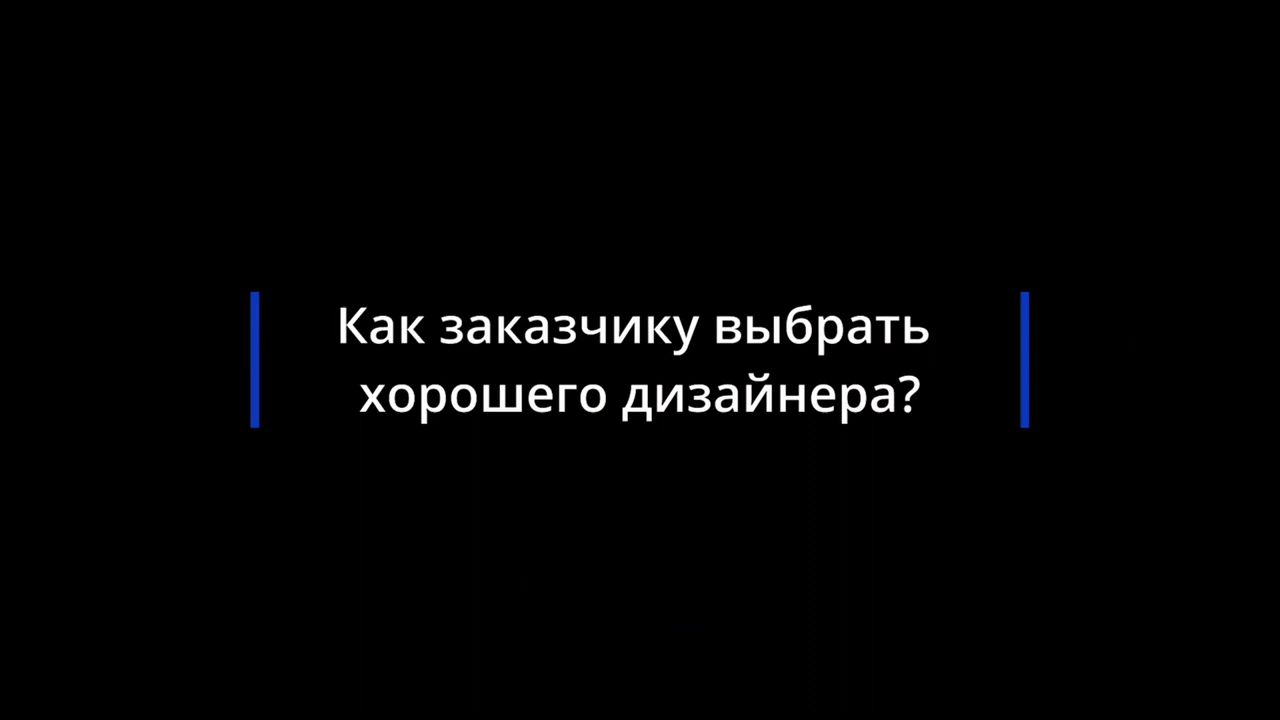 Как заказчику выбрать
хорошего дизайнера?